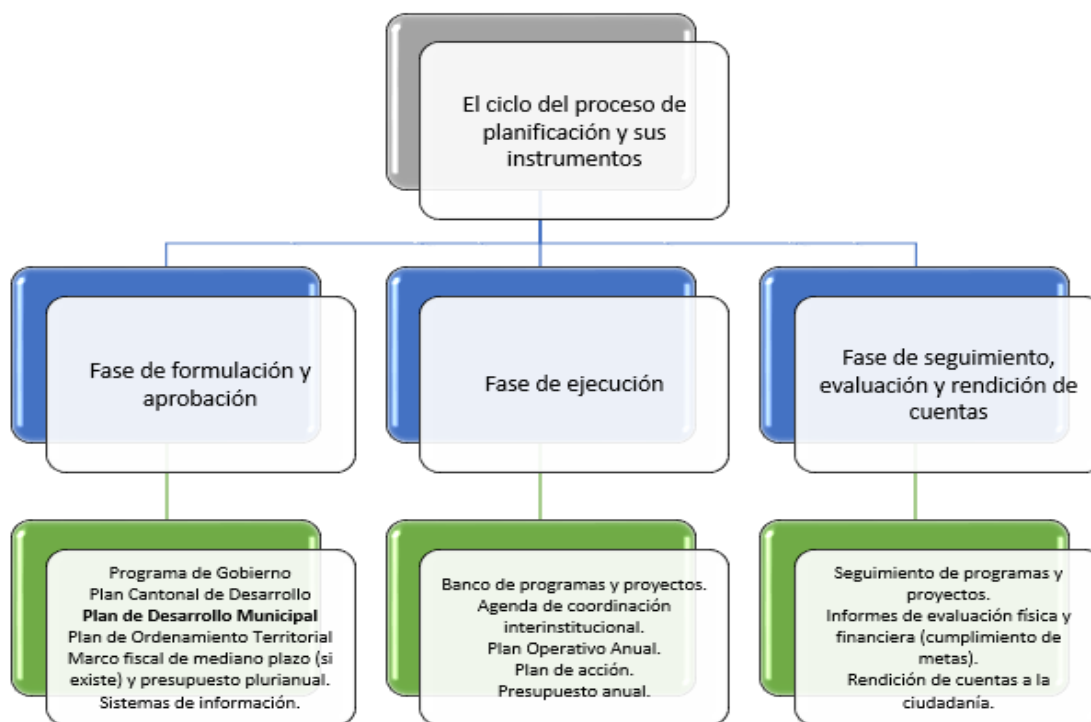 El ciclo del proceso de
planificación y sus
instrumentos
Fase de formulación y
aprobación
Fase de ejecución
Fase de seguimiento,
evaluación y rendición de
cuentas
Programa de Gobierno
Plan Cantonal de Desarrollo
Plan de Desarrollo Municipal
Plan de Ordenamiento Territorial
Marco fiscal de mediano plazo (si
existe) y presupuesto plurianual.
Sistemas de información.
Banco de programas y proyectos.
Agenda de coordinación
interinstitucional.
Plan Operativo Anual.
Plan de acción.
Presupuesto anual.
Seguimiento de programas y
proyectos.
Informes de evaluación física y
financiera (cumplimiento de
metas).
Rendición de cuentas a la
ciudadanía.